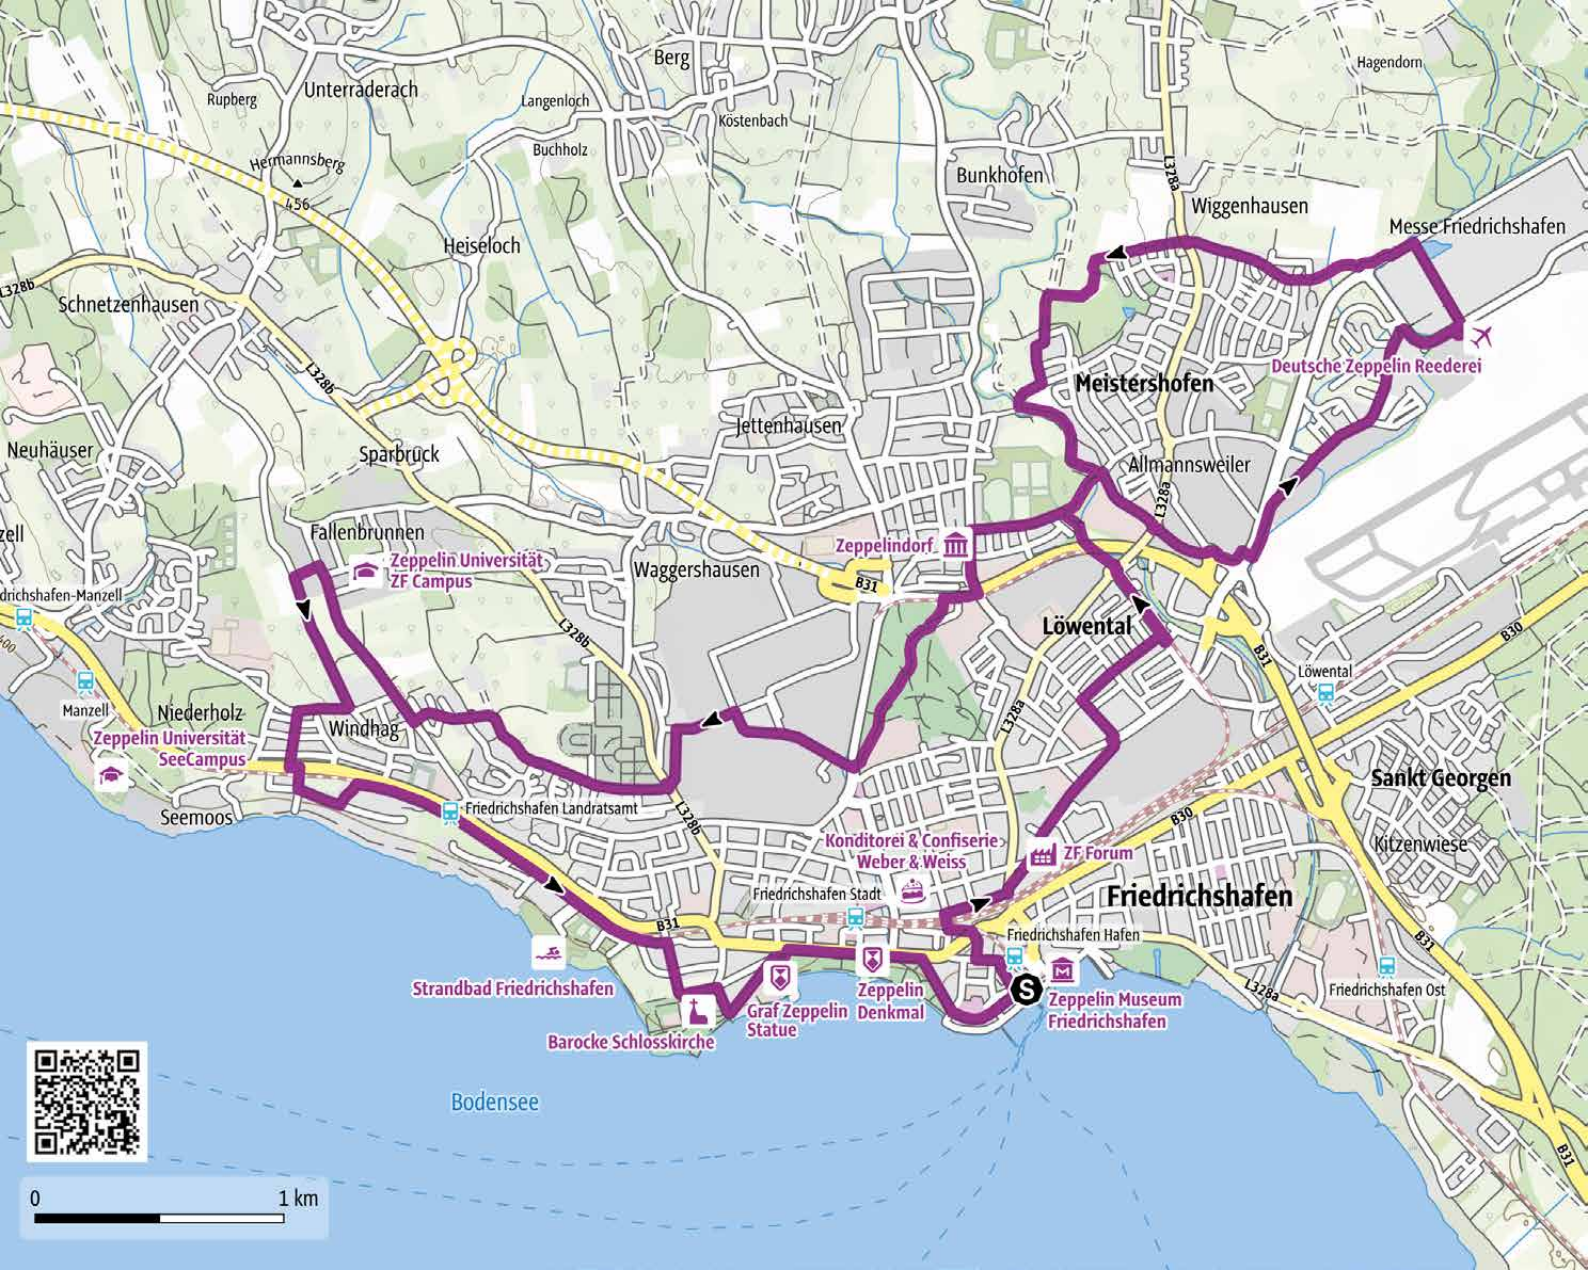 Berg
Hagendorn
Unterraderach
Rupberg
Langenloch
Köstenbach
Buchholz
Hermannsberg
456
Bunkhofen
L328a
Wiggenhausen
Messe Friedrichshafen
Heiseloch
L328b
Schnetzenhausen
L328b
Deutsche Zeppelin Reederei
Meistershofen
Jettenhausen
Neuhäuser
Sparbruck
Allmannsweiler
L328a
Fallenbrunnen
Zeppelin Universität
ZF Campus
Zeppelindorf
Waggershausen
B31
zell
drichshafen-Manzell
400
L328b
Löwental
B31
B30
Löwental
Manzell
Niederholz
Windhag
Zeppelin Universität
SeeCampus
L328a
Sankt Georgen
Seemoos
Friedrichshafen Landratsamt
L328b
B30
Kitzenwiese
Konditorei & Confiserie
Weber & Weiss
ZF Forum
Friedrichshafen Stadt
Friedrichshafen
B31
Friedrichshafen Hafen
B31
S
Strandbad Friedrichshafen
Zeppelin
Denkmal
Zeppelin Museum
Friedrichshafen
L328a
Friedrichshafen Ost
Graf Zeppelin
Statue
Barocke Schlosskirche
Bodensee
B31
0
1 km